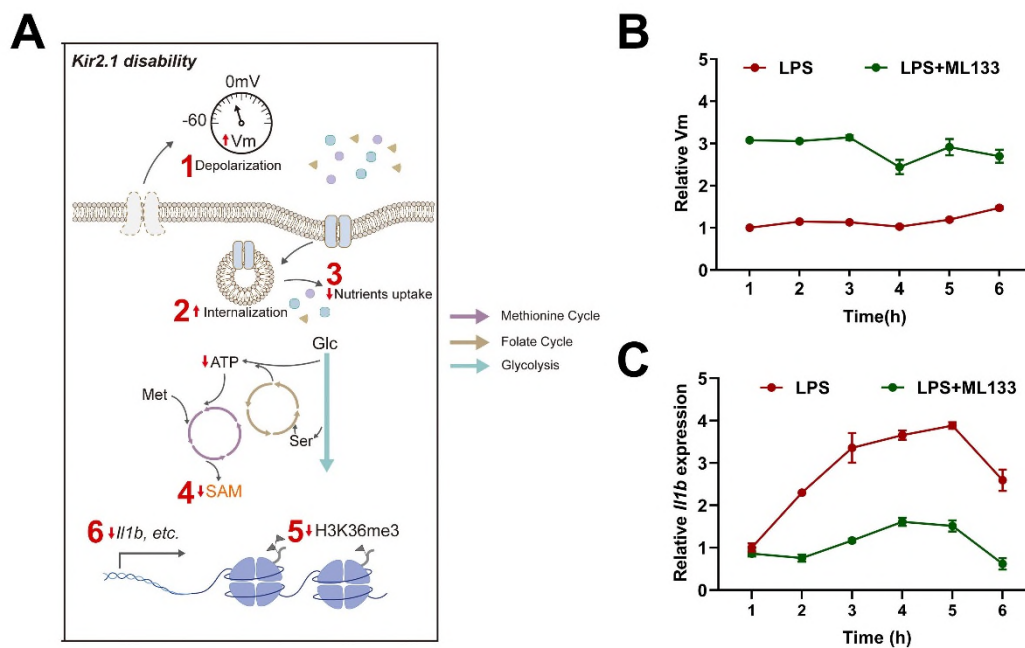 A
Kir2.1 disability
0mV
-60
Vm
1 Depolarization
3
Nutrients uptake
2 Internalization
Glc
Methionine Cycle
Folate Cycle
Glycolysis
ATP
Met
Ser
4 SAM
6 Il1b, etc.
5 H3K36me3
B
LPS
LPS+ML133
Relative Vm
5
4
3
2
1
0
1 2 3 4 5 6
Time(h)
C
LPS
LPS+ML133
Relative Il1b expression
5
4
3
2
1
0
1 2 3 4 5 6
Time (h)